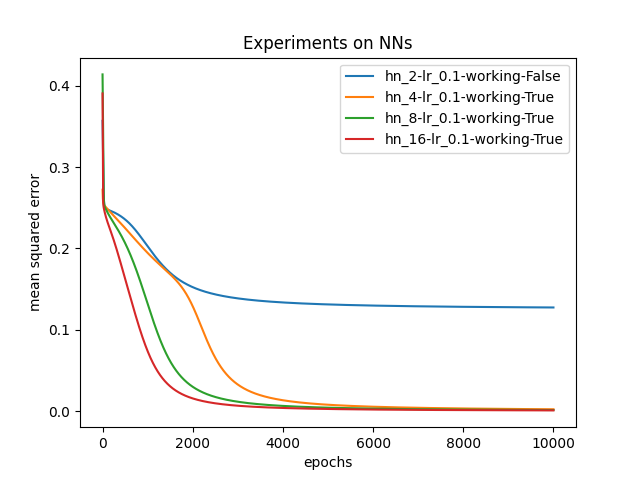 Experiments on NNs
hn_2-lr_0.1-working-False
hn_4-lr_0.1-working-True
hn_8-lr_0.1-working-True
hn_16-lr_0.1-working-True
mean squared error
0.4
0.3
0.2
0.1
0.0
0 2000 4000 6000 8000 10000
epochs